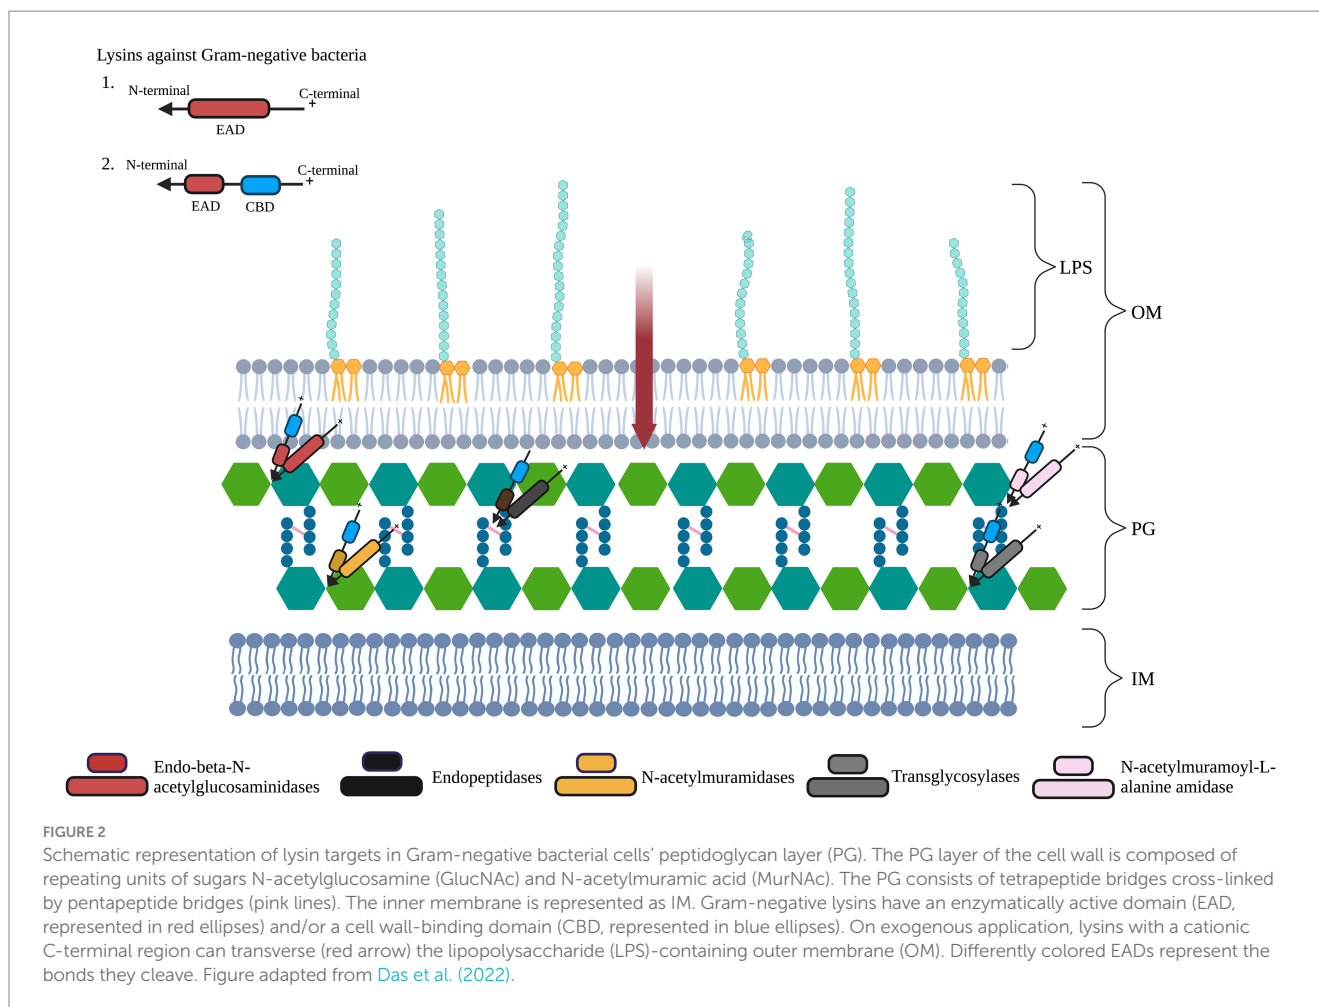 Lysins against Gram-negative bacteria
1.
N-terminal
C-terminal
+
EAD
2.
N-terminal
C-terminal
+
EAD
CBD
LPS
OM
PG
IM
Endo-beta-N-
acetylglucosaminidases
Endopeptidases
N-acetylmuramidases
Transglycosylases
N-acetylmuramoyl-L-
alanine amidase
FIGURE 2
Schematic representation of lysin targets in Gram-negative bacterial cells' peptidoglycan layer (PG). The PG layer of the cell wall is composed of
repeating units of sugars N-acetylglucosamine (GlucNAc) and N-acetylmuramic acid (MurNAc). The PG consists of tetrapeptide bridges cross-linked
by pentapeptide bridges (pink lines). The inner membrane is represented as IM. Gram-negative lysins have an enzymatically active domain (EAD,
represented in red ellipses) and/or a cell wall-binding domain (CBD, represented in blue ellipses). On exogenous application, lysins with a cationic
C-terminal region can transverse (red arrow) the lipopolysaccharide (LPS)-containing outer membrane (OM). Differently colored EADs represent the
bonds they cleave. Figure adapted from Das et al. (2022).